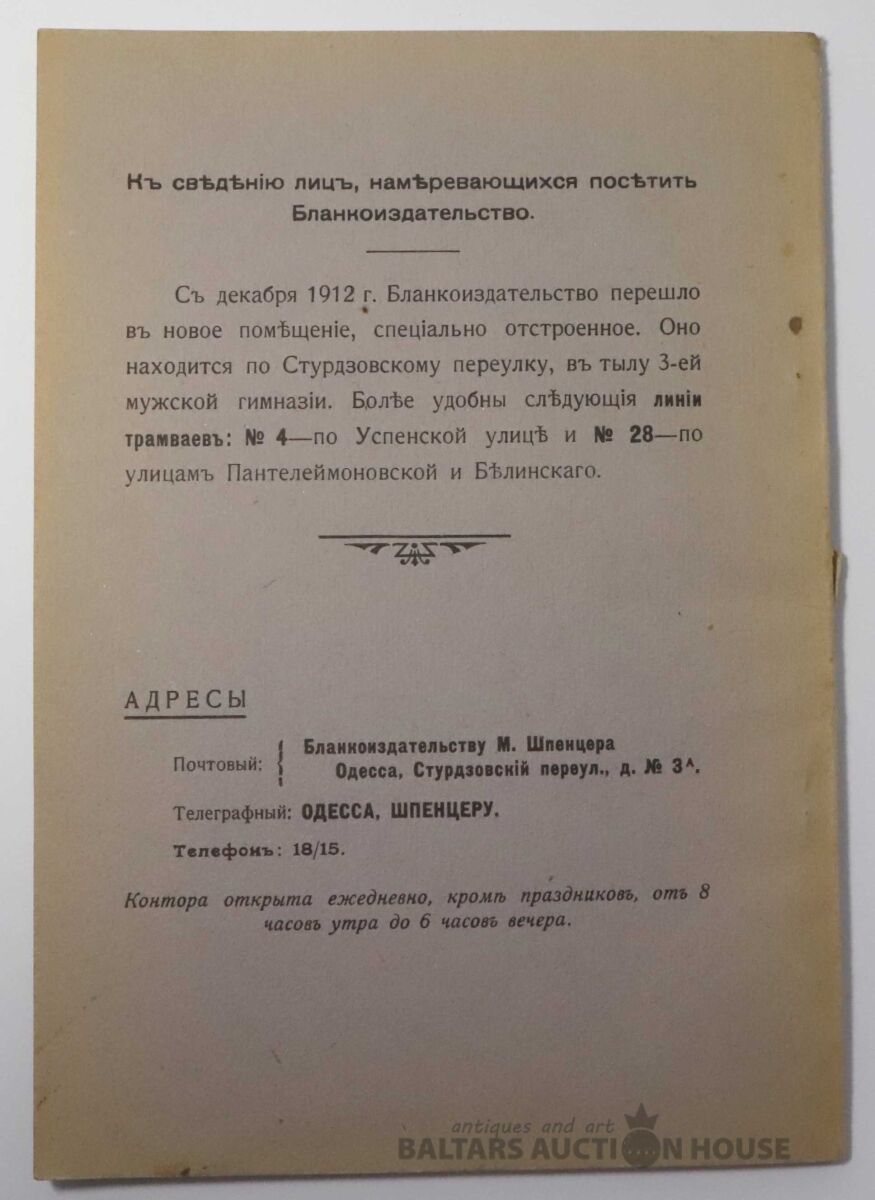 Къ свѣдѣнію лицъ, намѣревающихся посѣтить
Бланкоиздательство.
Съ декабря 1912 г. Бланкоиздательство перешло
въ новое помѣщеніе, спеціально отстроенное. Оно
находится по Стурдзовскому переулку, въ тылу 3-ей
мужской гимназіи. Болѣе удобны слѣдующія линіи
трамваевъ: № 4—по Успенской улицѣ и № 28—по
улицамъ Пантелеймоновской и Бѣлинскаго.
АДРЕСЫ
Почтовый: { Бланкоиздательству М. Шпенцера
Одесса, Стурдзовскій переул., д. № 3ᴬ.
Телеграфный: ОДЕССА, ШПЕНЦЕРУ.
Телефонъ: 18/15.
Контора открыта ежедневно, кромѣ праздниковъ, отъ 8
часовъ утра до 6 часовъ вечера.
antiques and art
BALTARS AUCTION HOUSE